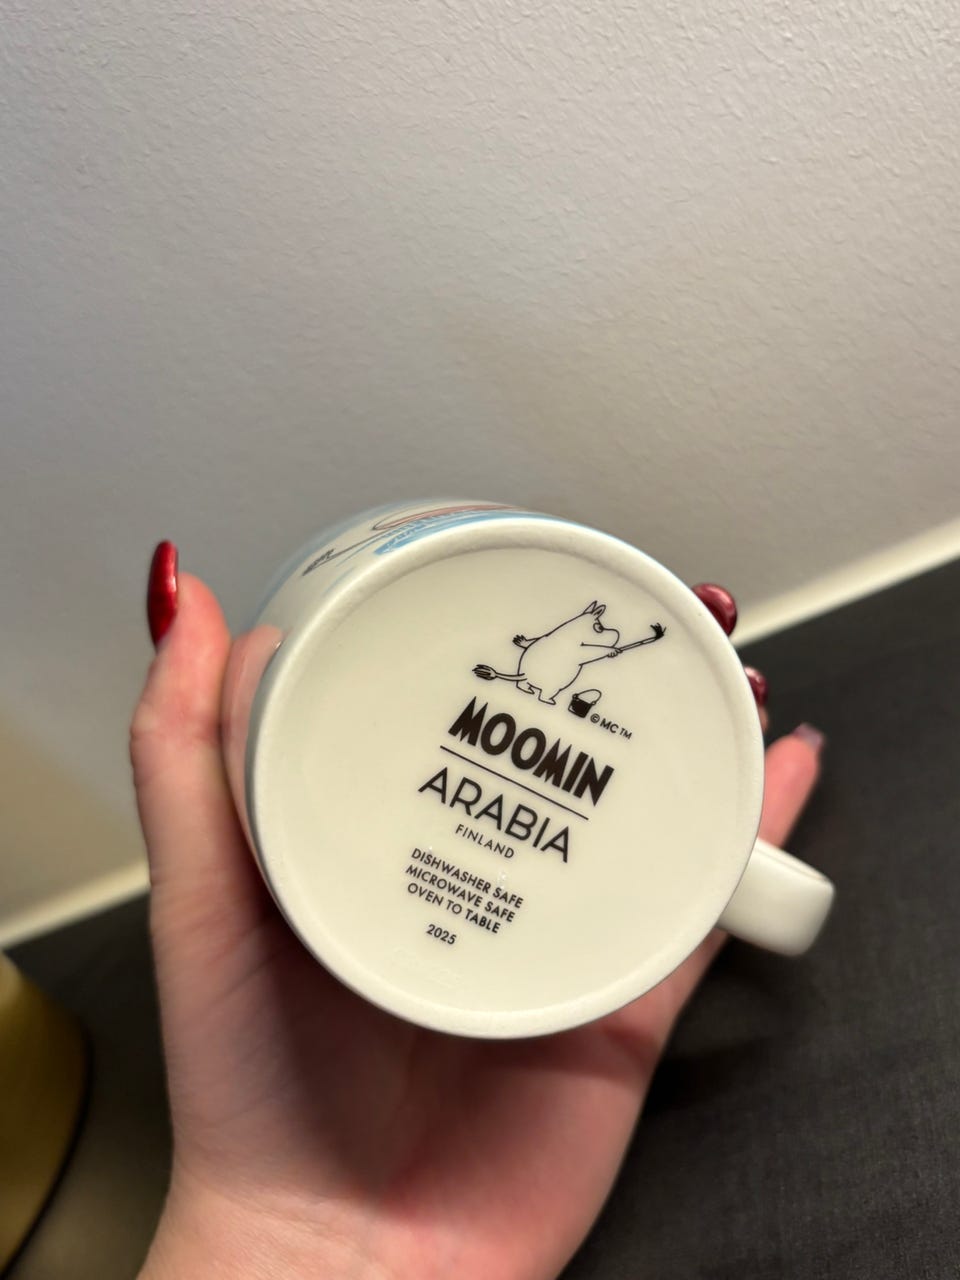 © MC ™
MOOMIN
ARABIA
FINLAND
DISHWASHER SAFE
MICROWAVE SAFE
OVEN TO TABLE
2025